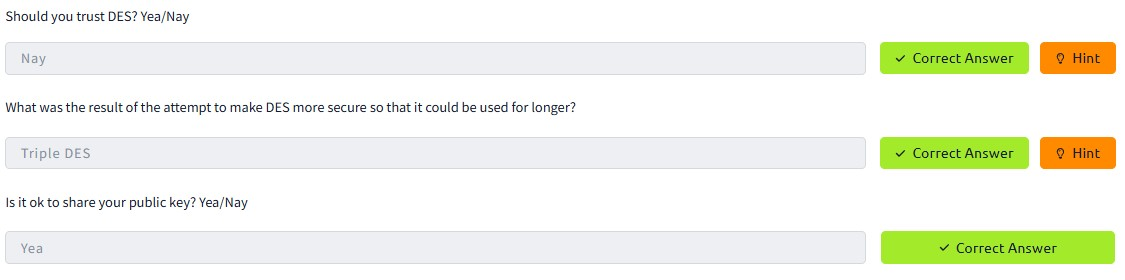 Should you trust DES? Yea/Nay
Nay
Correct Answer
Hint
What was the result of the attempt to make DES more secure so that it could be used for longer?
Triple DES
Correct Answer
Hint
Is it ok to share your public key? Yea/Nay
Yea
Correct Answer